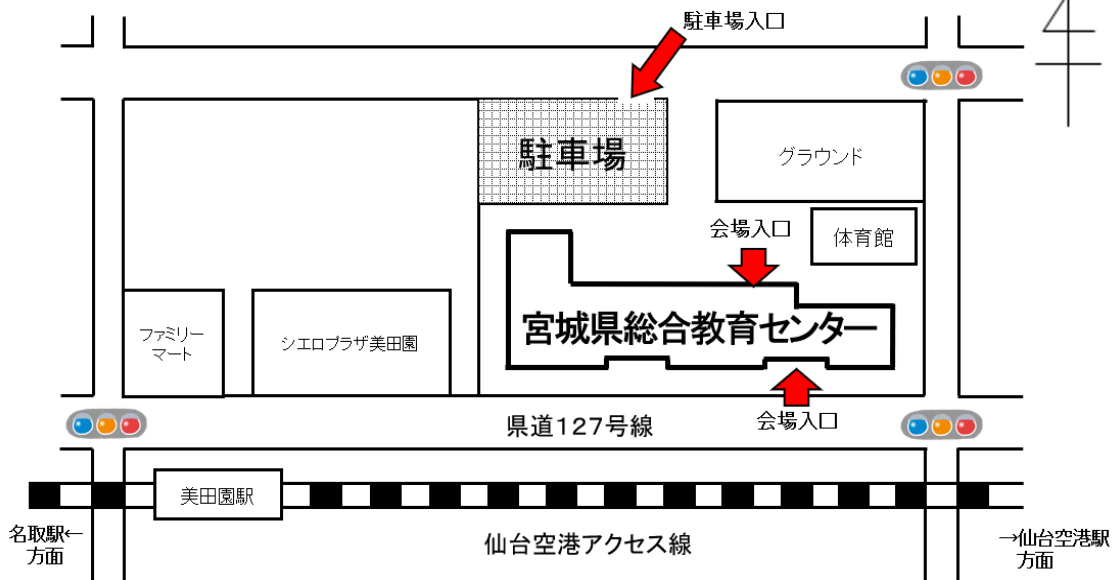 駐車場入口
駐車場
グラウンド
会場入口
体育館
ファミリー
マート
シエロプラザ美田園
宮城県総合教育センター
会場入口
県道127号線
美田園駅
名取駅←
方面
仙台空港アクセス線
→仙台空港駅
方面